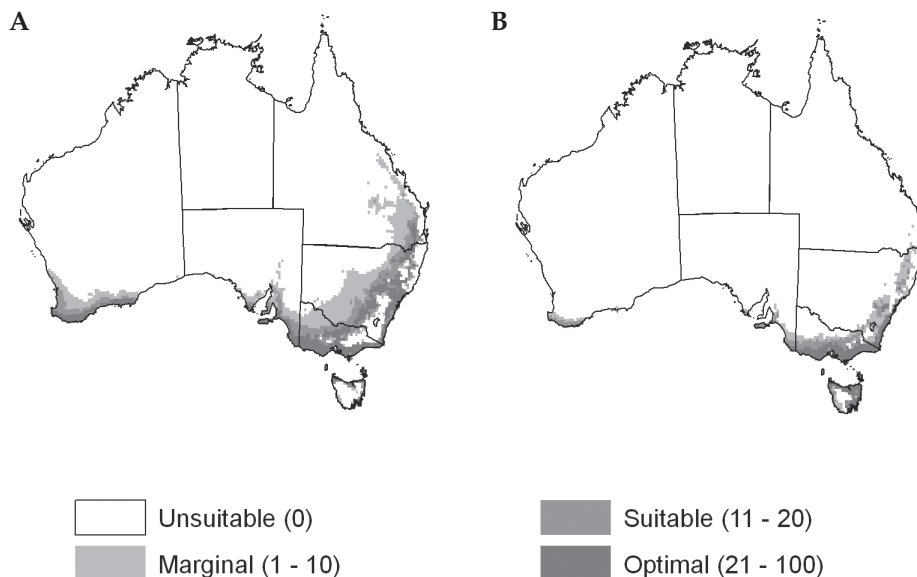 A
B
Unsuitable (0)
Marginal (1 - 10)
Suitable (11 - 20)
Optimal (21 - 100)